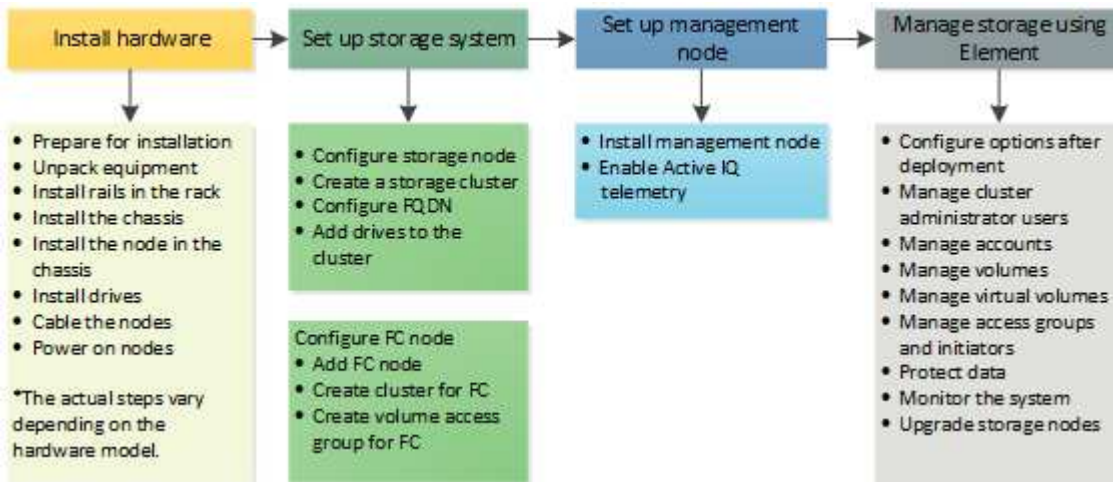 Install hardware
Set up storage system
Set up management
node
Manage storage using
Element
• Prepare for installation
• Unpack equipment
• Install rails in the rack
• Install the chassis
• Install the node in the
chassis
• Install drives
• Cable the nodes
• Power on nodes
*The actual steps vary
depending on the
hardware model.
• Configure storage node
• Create a storage cluster
• Configure FQDN
• Add drives to the
cluster
Configure FC node
• Add FC node
• Create cluster for FC
• Create volume access
group for FC
• Install management node
• Enable Active IQ
telemetry
• Configure options after
deployment
• Manage cluster
administrator users
• Manage accounts
• Manage volumes
• Manage virtual volumes
• Manage access groups
and initiators
• Protect data
• Monitor the system
• Upgrade storage nodes